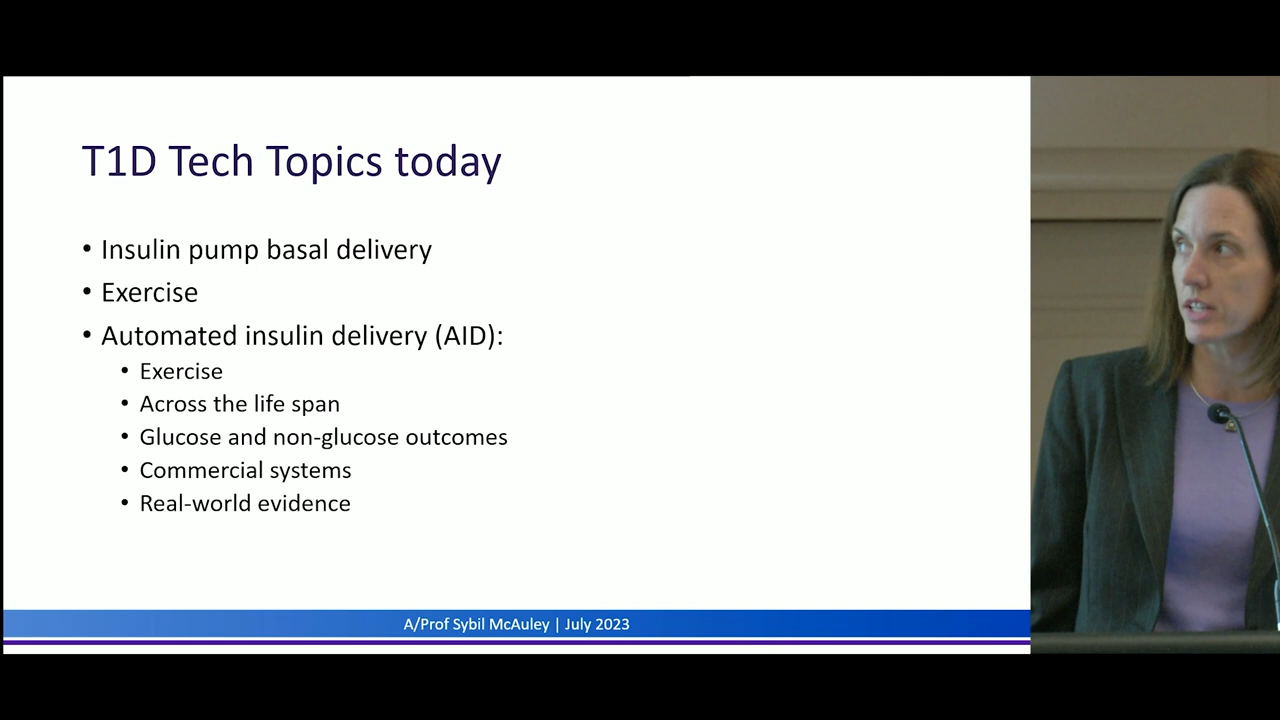 T1D Tech Topics today
• Insulin pump basal delivery
• Exercise
• Automated insulin delivery (AID):
• Exercise
• Across the life span
• Glucose and non-glucose outcomes
• Commercial systems
• Real-world evidence
A/Prof Sybil McAuley | July 2023